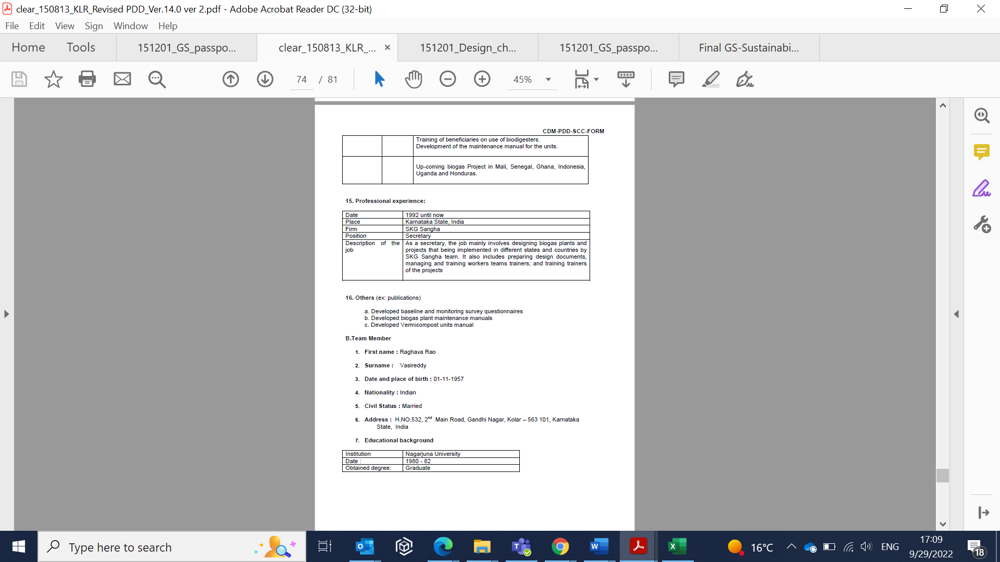 clear_150813_KLR_Revised PDD_Ver.14.0 ver 2.pdf - Adobe Acrobat Reader DC (32-bit)
File Edit View Sign Window Help
Home Tools 151201_GS_passpo... clear_150813_KLR_... × 151201_Design_ch... 151201_GS_passpo... Final GS-Sustainabi...
74 / 81 45%
CDM-PDD-SCC-FORM
Training of beneficiaries on use of biodigesters.
Development of the maintenance manual for the units.
Up-coming biogas Project in Mali, Senegal, Ghana, Indonesia,
Uganda and Honduras.
15. Professional experience:
Date 1992 until now
Place Karnataka State, India
Firm SKG Sangha
Position Secretary
Description of the As a secretary, the job mainly involves designing biogas plants and
job projects that being implemented in different states and countries by
SKG Sangha team. It also includes preparing design documents,
managing and training workers teams trainers; and training trainers
of the projects
16. Others (ex: publications)
a. Developed baseline and monitoring survey questionnaires
b. Developed biogas plant maintenance manuals
c. Developed Vermicompost units manual
B.Team Member
1. First name : Raghava Rao
2. Surname : Vasireddy
3. Date and place of birth : 01-11-1957
4. Nationality : Indian
5. Civil Status : Married
6. Address : H.NO.532, 2nd Main Road, Gandhi Nagar, Kolar – 563 101, Karnataka
State, India
7. Educational background
Institution Nagarjuna University
Date : 1980 - 82
Obtained degree: Graduate
Type here to search
16°C ENG
17:09
9/29/2022
18